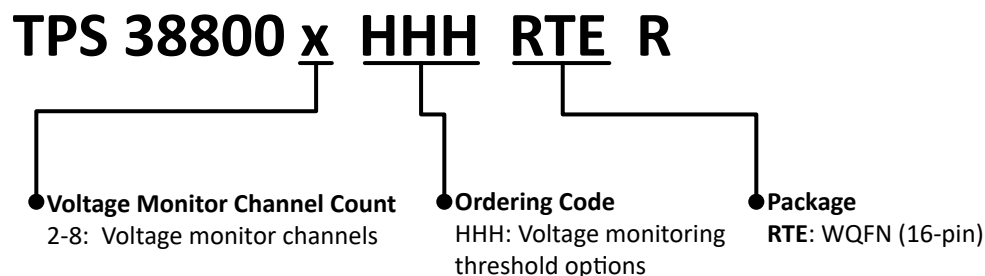 TPS 38800 x HHH RTE R
Voltage Monitor Channel Count
2-8: Voltage monitor channels
Ordering Code
HHH: Voltage monitoring
threshold options
Package
RTE: WQFN (16-pin)